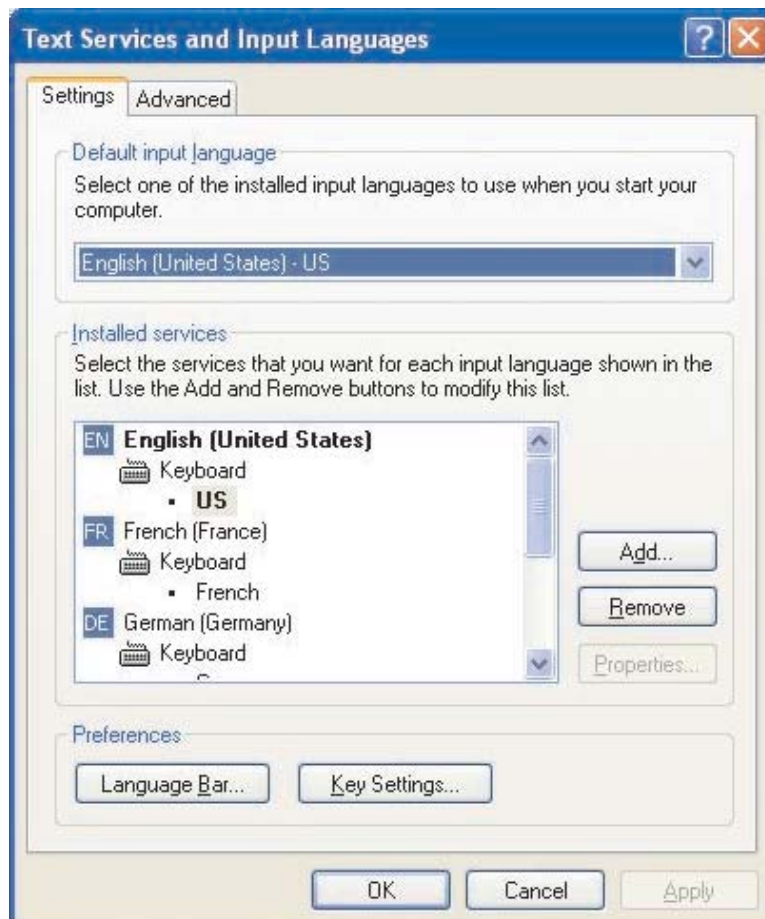 Text Services and Input Languages
Settings
Advanced
Default input language
Select one of the installed input languages to use when you start your
computer.
English (United States) - US
Installed services
Select the services that you want for each input language shown in the
list. Use the Add and Remove buttons to modify this list.
EN English (United States)
Keyboard
US
FR French (France)
Keyboard
French
DE German (Germany)
Keyboard
Add...
Remove
Properties...
Preferences
Language Bar...
Key Settings...
OK
Cancel
Apply